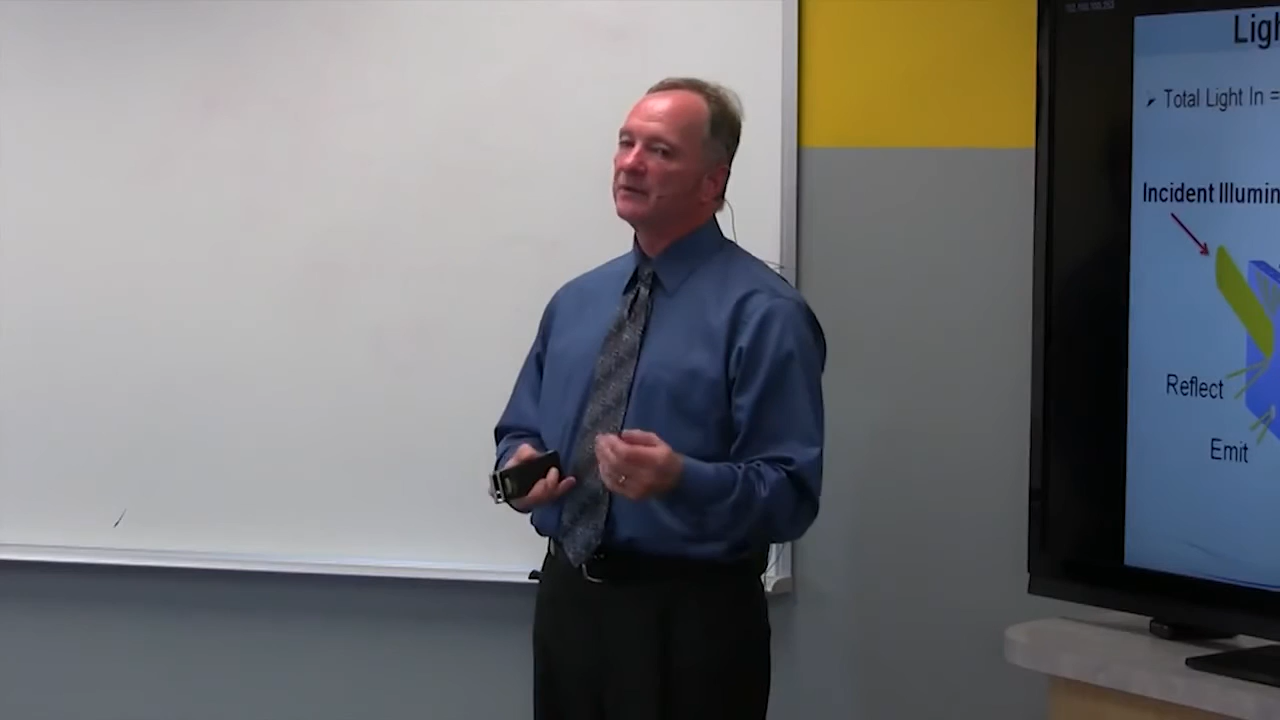 Ligh
➢ Total Light In =
Incident Illumin
Reflect
Emit